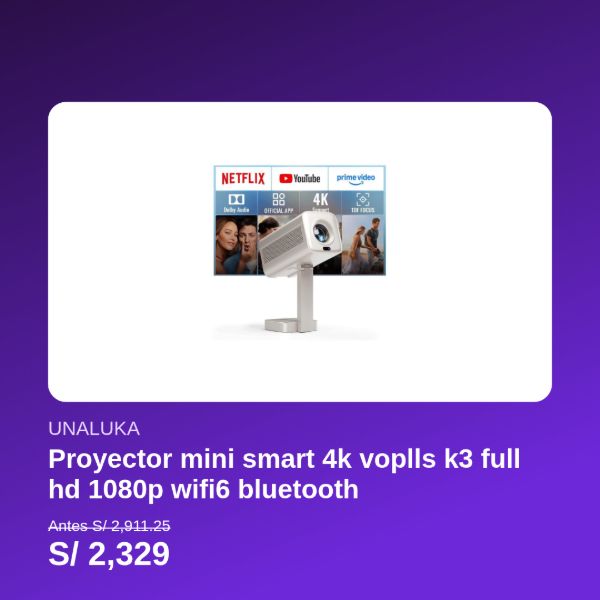 NETFLIX YouTube prime video
Dolby Audio OFFICIAL APP 4K Support TOF FOCUS
UNALUKA
Proyector mini smart 4k voplls k3 full
hd 1080p wifi6 bluetooth
Antes S/ 2,911.25
S/ 2,329